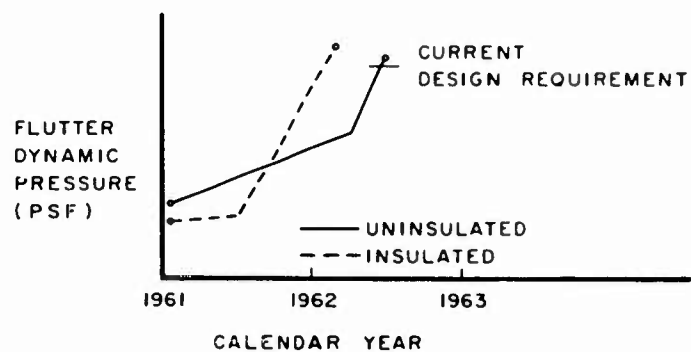 CURRENT
DESIGN REQUIREMENT
FLUTTER
DYNAMIC
PRESSURE
(PSF)
UNINSULATED
INSULATED
1961
1962
1963
CALENDAR YEAR